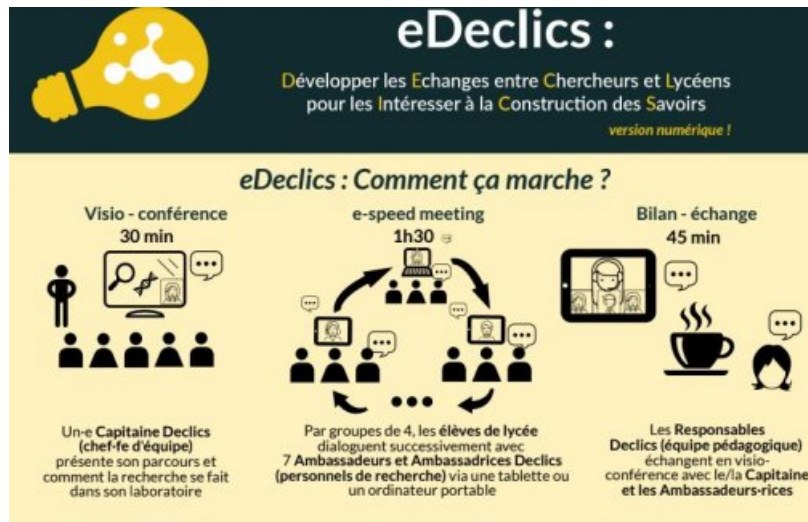 eDeclics :
Développer les Echanges entre Chercheurs et Lycéens
pour les Intéresser à la Construction des Savoirs
version numérique !
eDeclics : Comment ça marche ?
Visio - conférence
30 min
Un-e Capitaine Declics
(chef-fe d'équipe)
présente son parcours et
comment la recherche se fait
dans son laboratoire
e-speed meeting
1h30
Par groupes de 4, les élèves de lycée
dialoguent successivement avec
7 Ambassadeurs et Ambassadrices Declics
(personnels de recherche) via une tablette ou
un ordinateur portable
Bilan - échange
45 min
Les Responsables
Declics (équipe pédagogique)
échangent en visio-
conférence avec le/la Capitaine
et les Ambassadeurs-rices